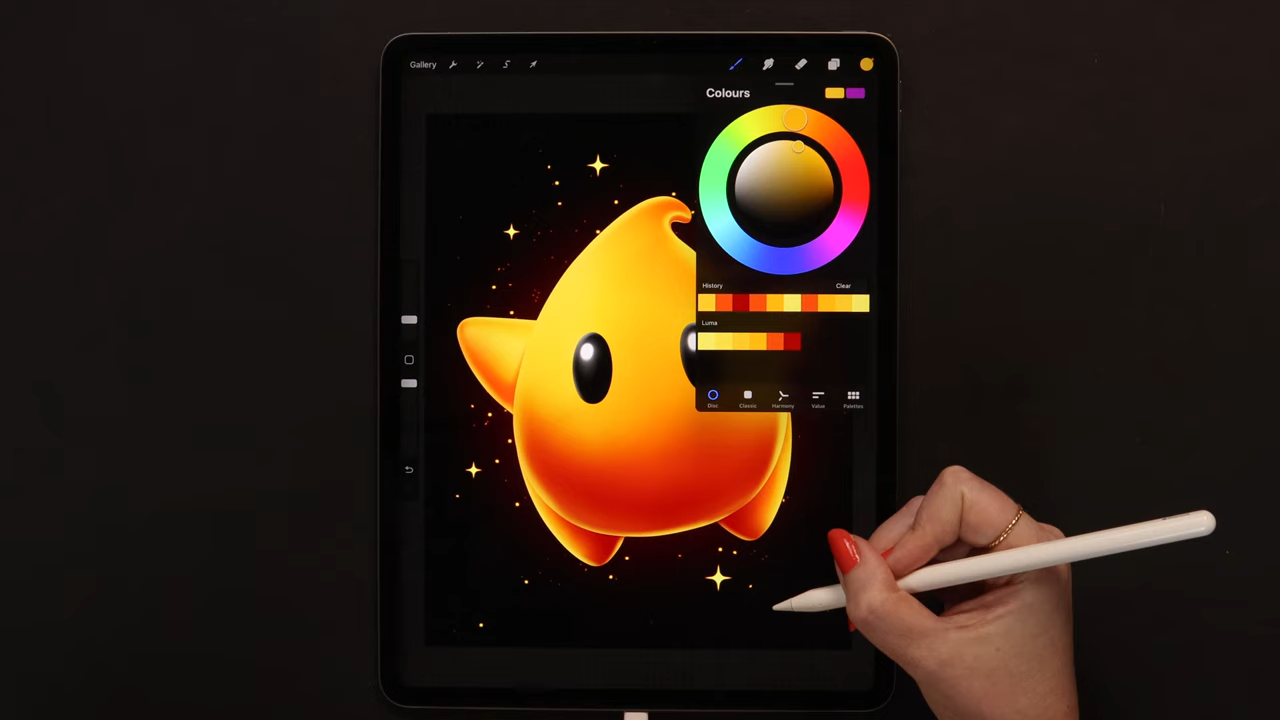 Gallery
Colours
History
Clear
Luma
Disc
Classic
Harmony
Value
Palettes